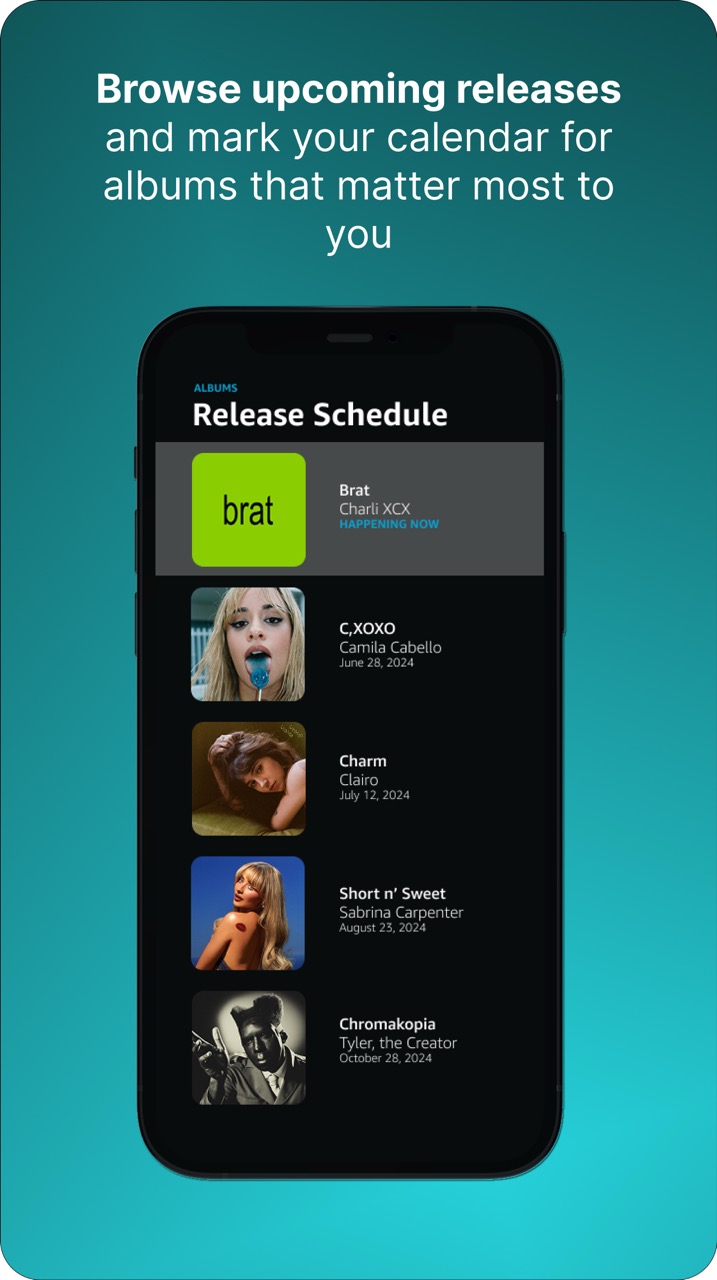 Browse upcoming releases
and mark your calendar for
albums that matter most to
you
ALBUMS
Release Schedule
brat
Brat
Charli XCX
HAPPENING NOW
C,XOXO
Camila Cabello
June 28, 2024
Charm
Clairo
July 12, 2024
Short n’ Sweet
Sabrina Carpenter
August 23, 2024
Chromakopia
Tyler, the Creator
October 28, 2024